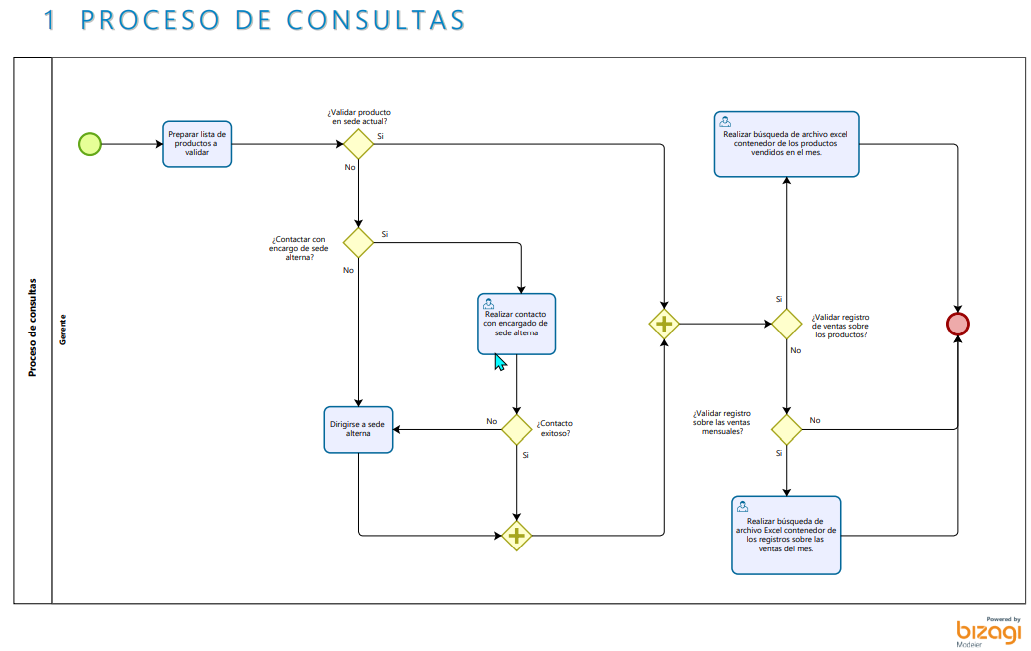 1 PROCESO DE CONSULTAS
Proceso de consultas
Gerente
Preparar lista de
productos a
validar
¿Validar producto
en sede actual?
Si
No
¿Contactar con
encargo de sede
alterna?
Si
No
Realizar contacto
con encargado de
sede alterna
Dirigirse a sede
alterna
No
¿Contacto
exitoso?
Si
Realizar búsqueda de archivo excel
contenedor de los productos
vendidos en el mes.
Si
¿Validar registro
de ventas sobre
los productos?
No
¿Validar registro
sobre las ventas
mensuales?
No
Si
Realizar búsqueda de
archivo Excel contenedor de
los registros sobre las
ventas del mes.
Powered by
bizagi
Modeler